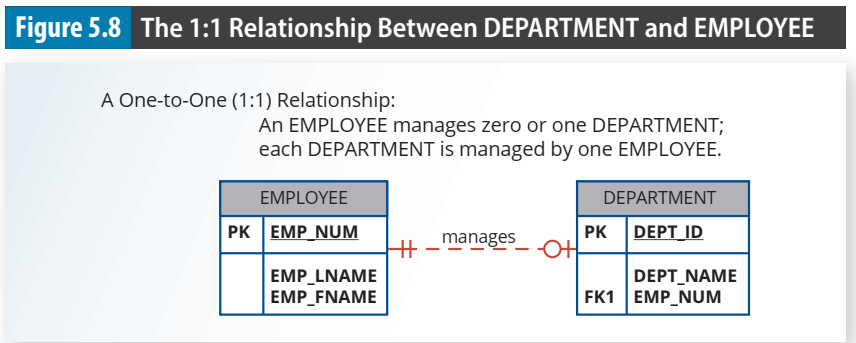 Figure 5.8 The 1:1 Relationship Between DEPARTMENT and EMPLOYEE
A One-to-One (1:1) Relationship:
An EMPLOYEE manages zero or one DEPARTMENT;
each DEPARTMENT is managed by one EMPLOYEE.
EMPLOYEE
PK EMP_NUM
EMP_LNAME
EMP_FNAME
manages
DEPARTMENT
PK DEPT_ID
DEPT_NAME
FK1 EMP_NUM